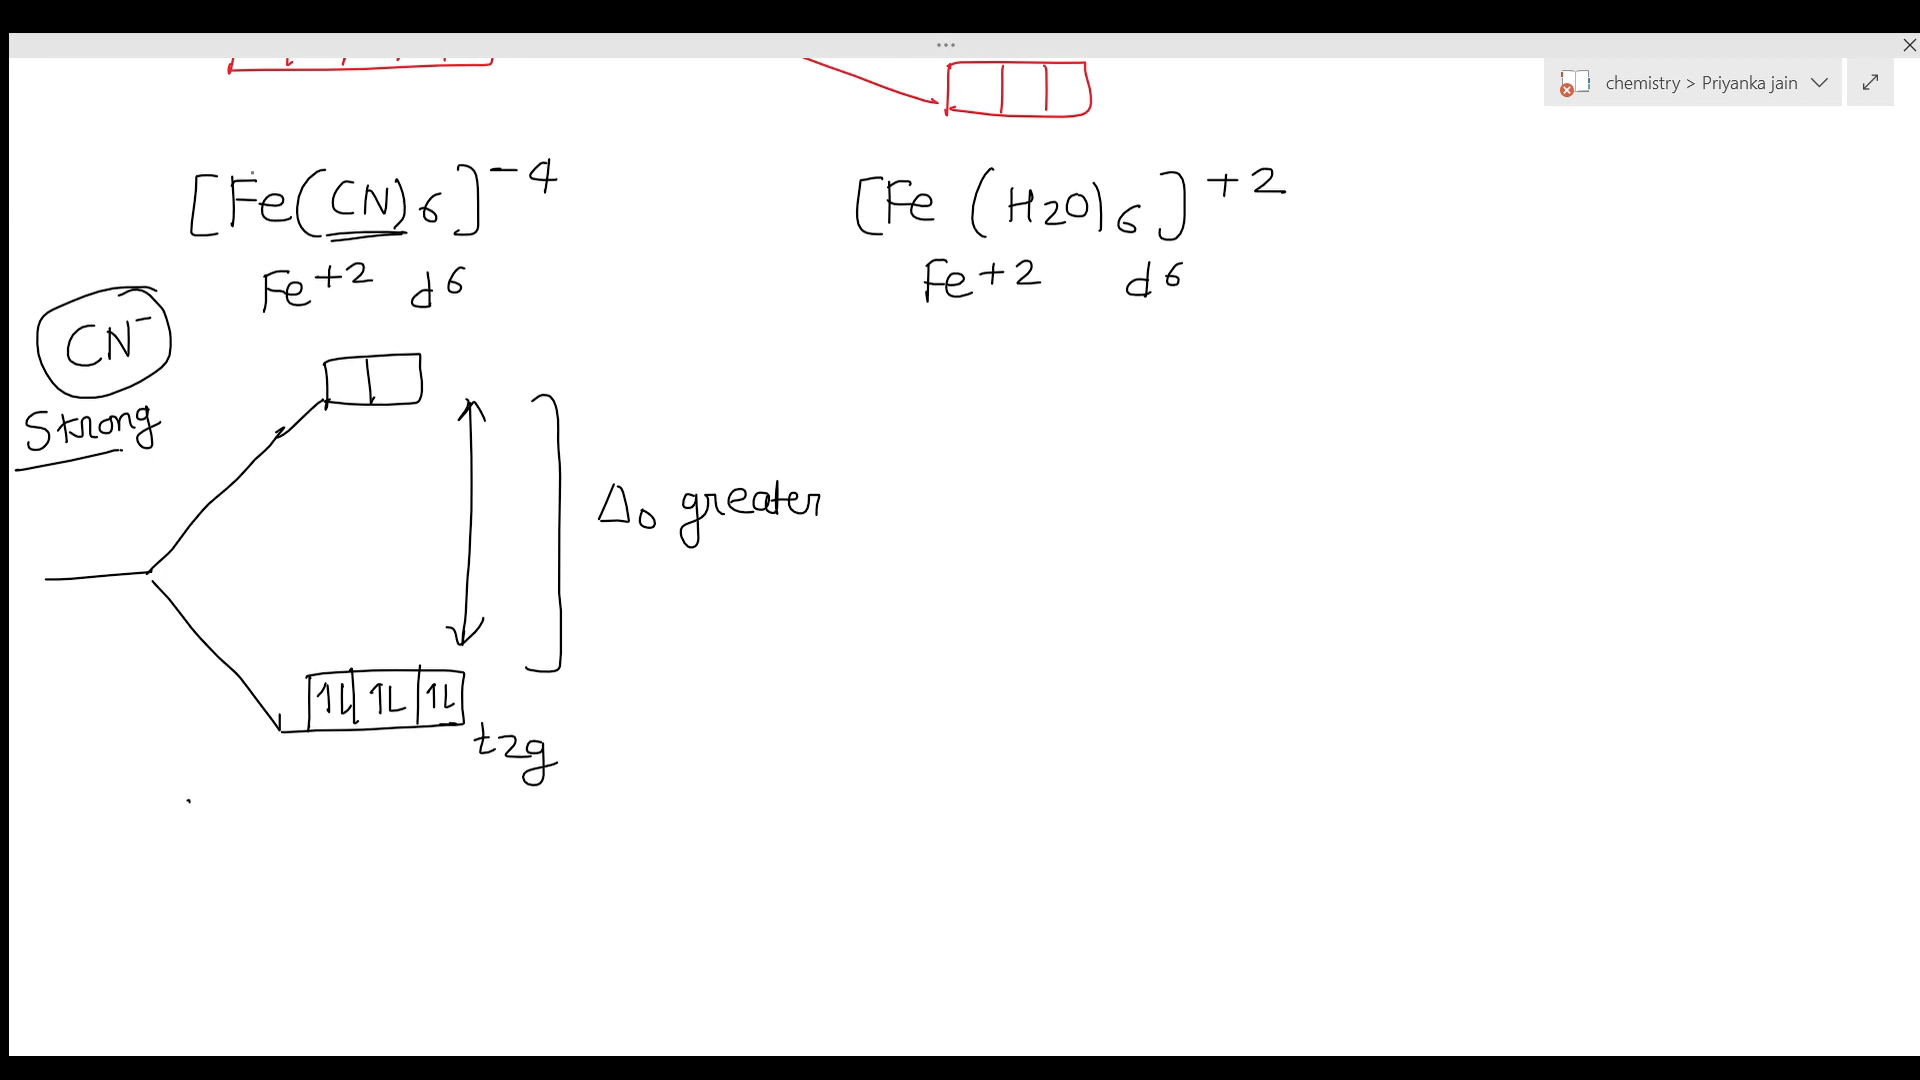 chemistry > Priyanka jain
[Fe(CN)6]^-4
[Fe (H2O)6]^+2
Fe+2 d6
Fe+2 d6
CN-
Strong
Δo greater
1L 1L 1L
t2g